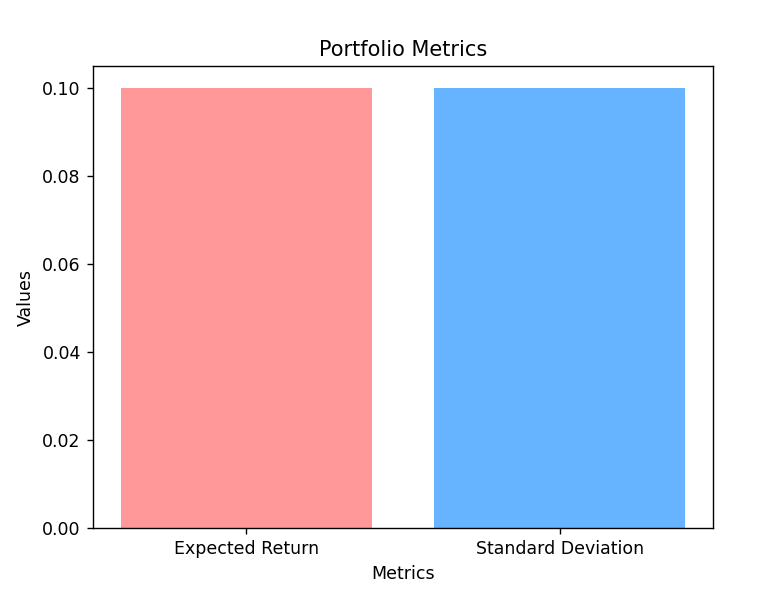 Portfolio Metrics
0.10
0.08
0.06
0.04
0.02
0.00
Values
Expected Return
Standard Deviation
Metrics